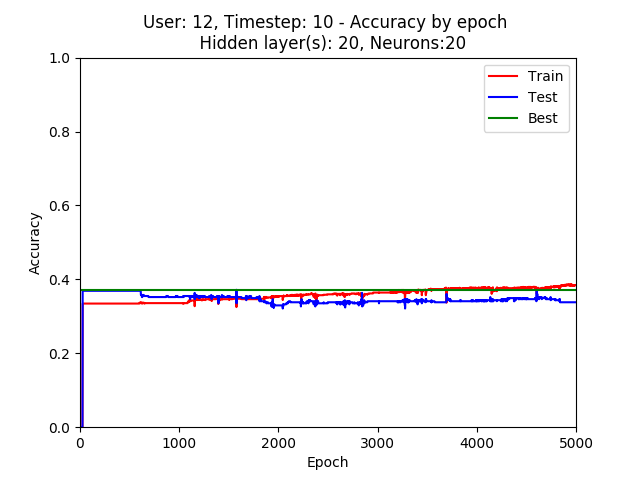 User: 12, Timestep: 10 - Accuracy by epoch
Hidden layer(s): 20, Neurons:20
1.0
0.8
0.6
0.4
0.2
0.0
Accuracy
Train
Test
Best
0 1000 2000 3000 4000 5000
Epoch